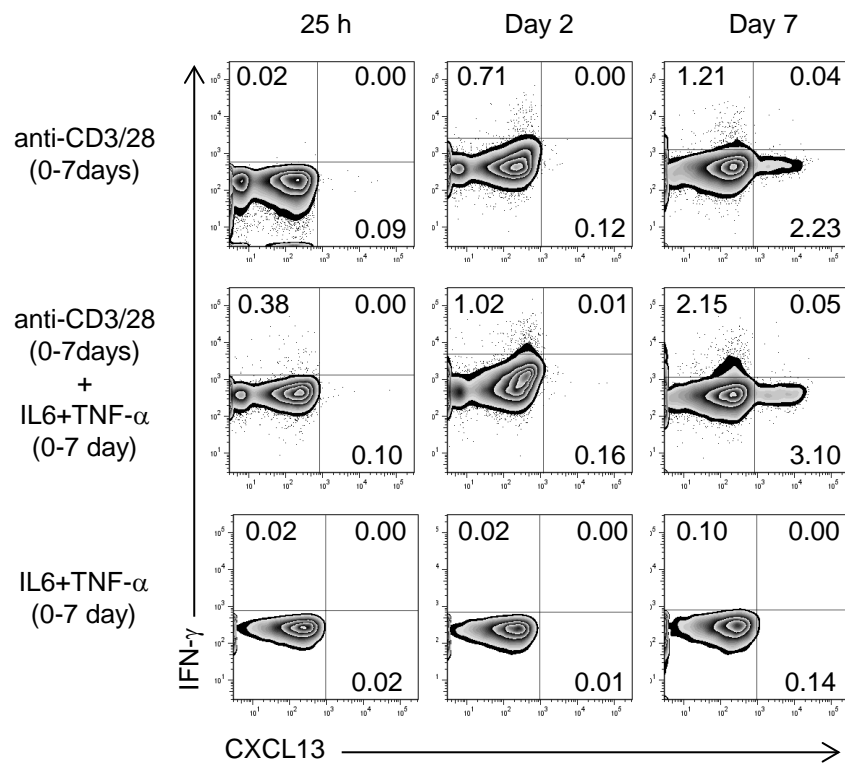 25 h Day 2 Day 7
anti-CD3/28
(0-7days)
0.02 0.00
0.09
0.71 0.00
0.12
1.21 0.04
2.23
anti-CD3/28
(0-7days)
+
IL6+TNF-α
(0-7 day)
0.38 0.00
0.10
1.02 0.01
0.16
2.15 0.05
3.10
IL6+TNF-α
(0-7 day)
0.02 0.00
0.02
0.02 0.00
0.01
0.10 0.00
0.14
IFN-γ
CXCL13